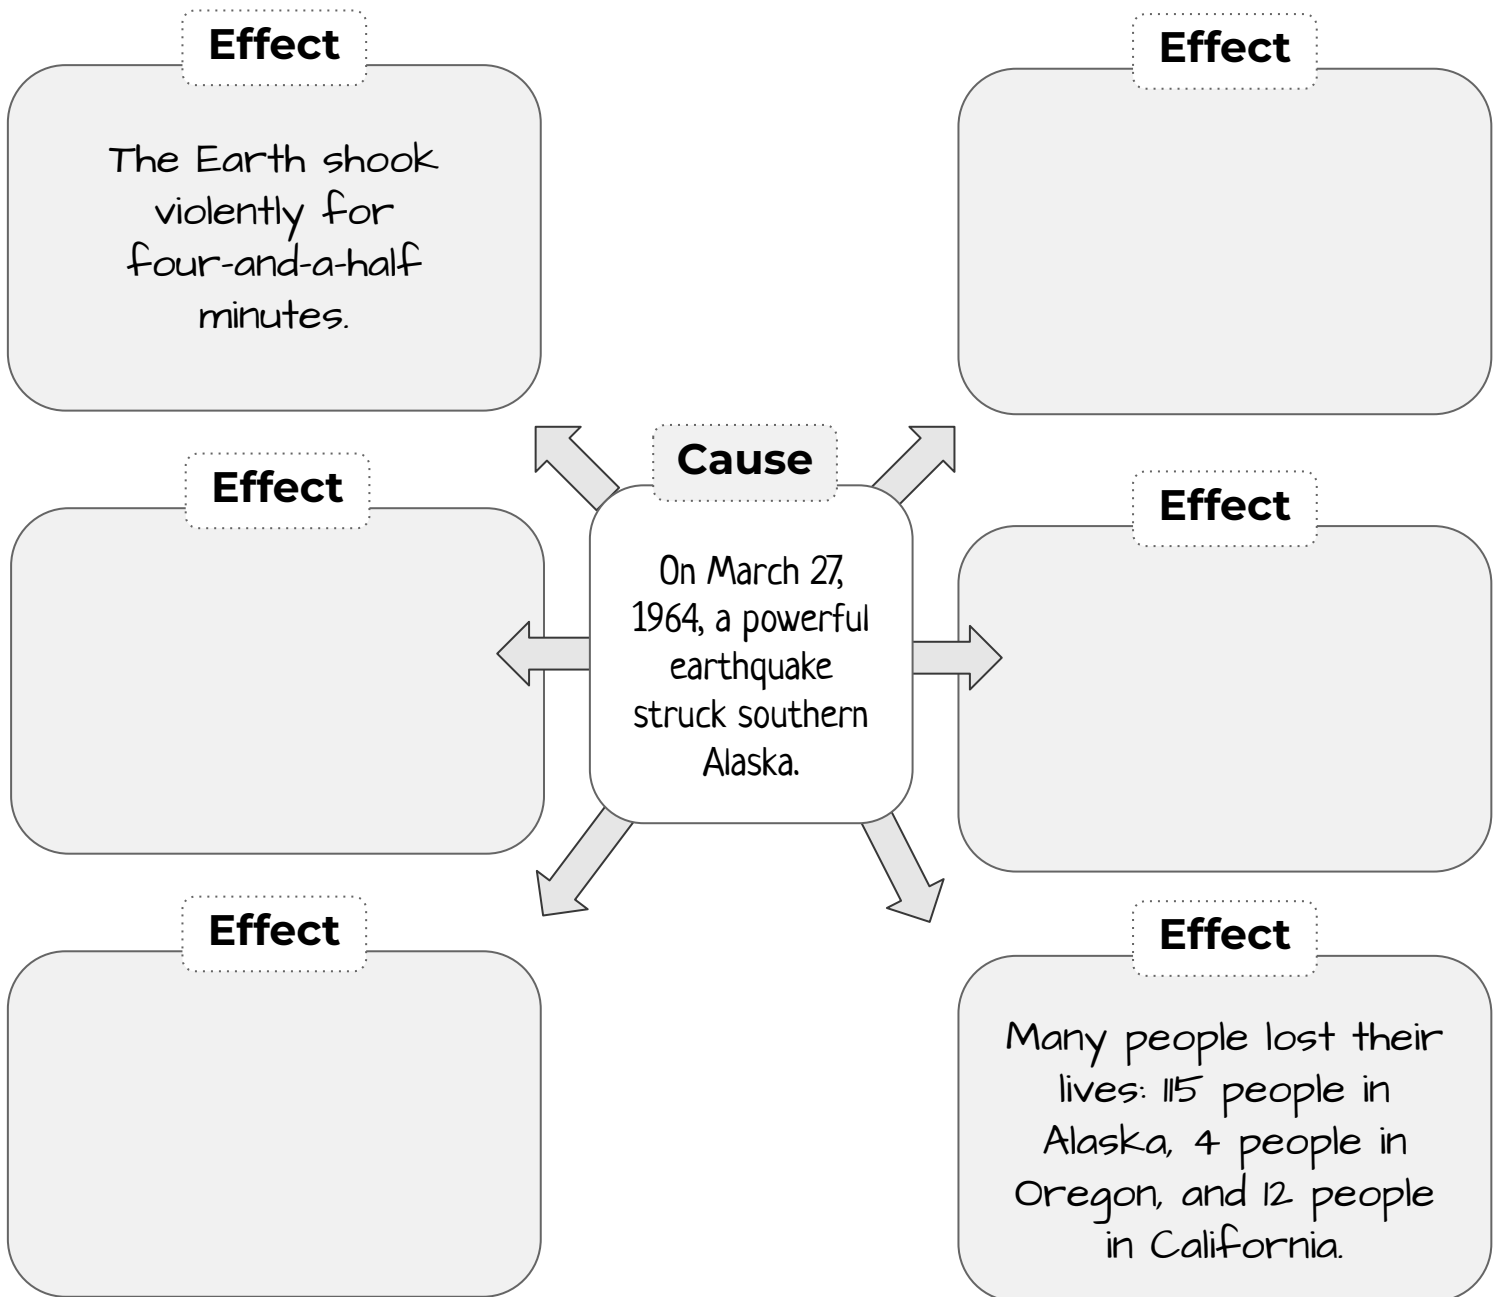 Effect
The Earth shook
violently for
four-and-a-half
minutes.
Effect
Effect
Cause
On March 27,
1964, a powerful
earthquake
struck southern
Alaska.
Effect
Effect
Effect
Many people lost their
lives: 115 people in
Alaska, 4 people in
Oregon, and 12 people
in California.